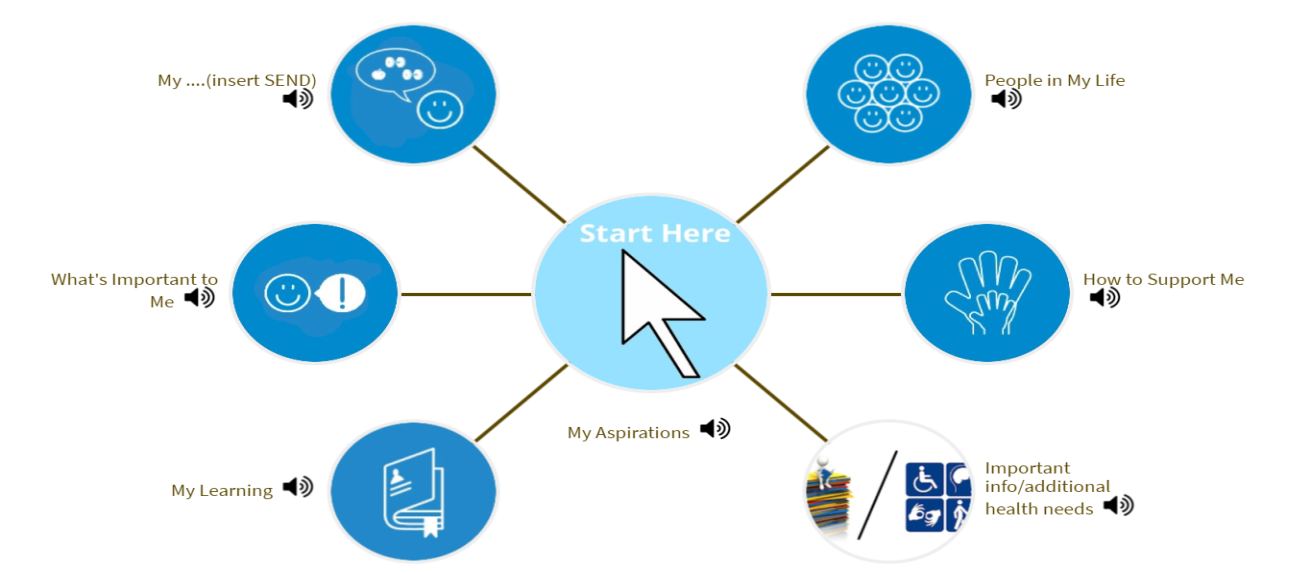 My ....(insert SEND)
People in My Life
Start Here
What's Important to
Me
How to Support Me
My Aspirations
My Learning
Important
info/additional
health needs